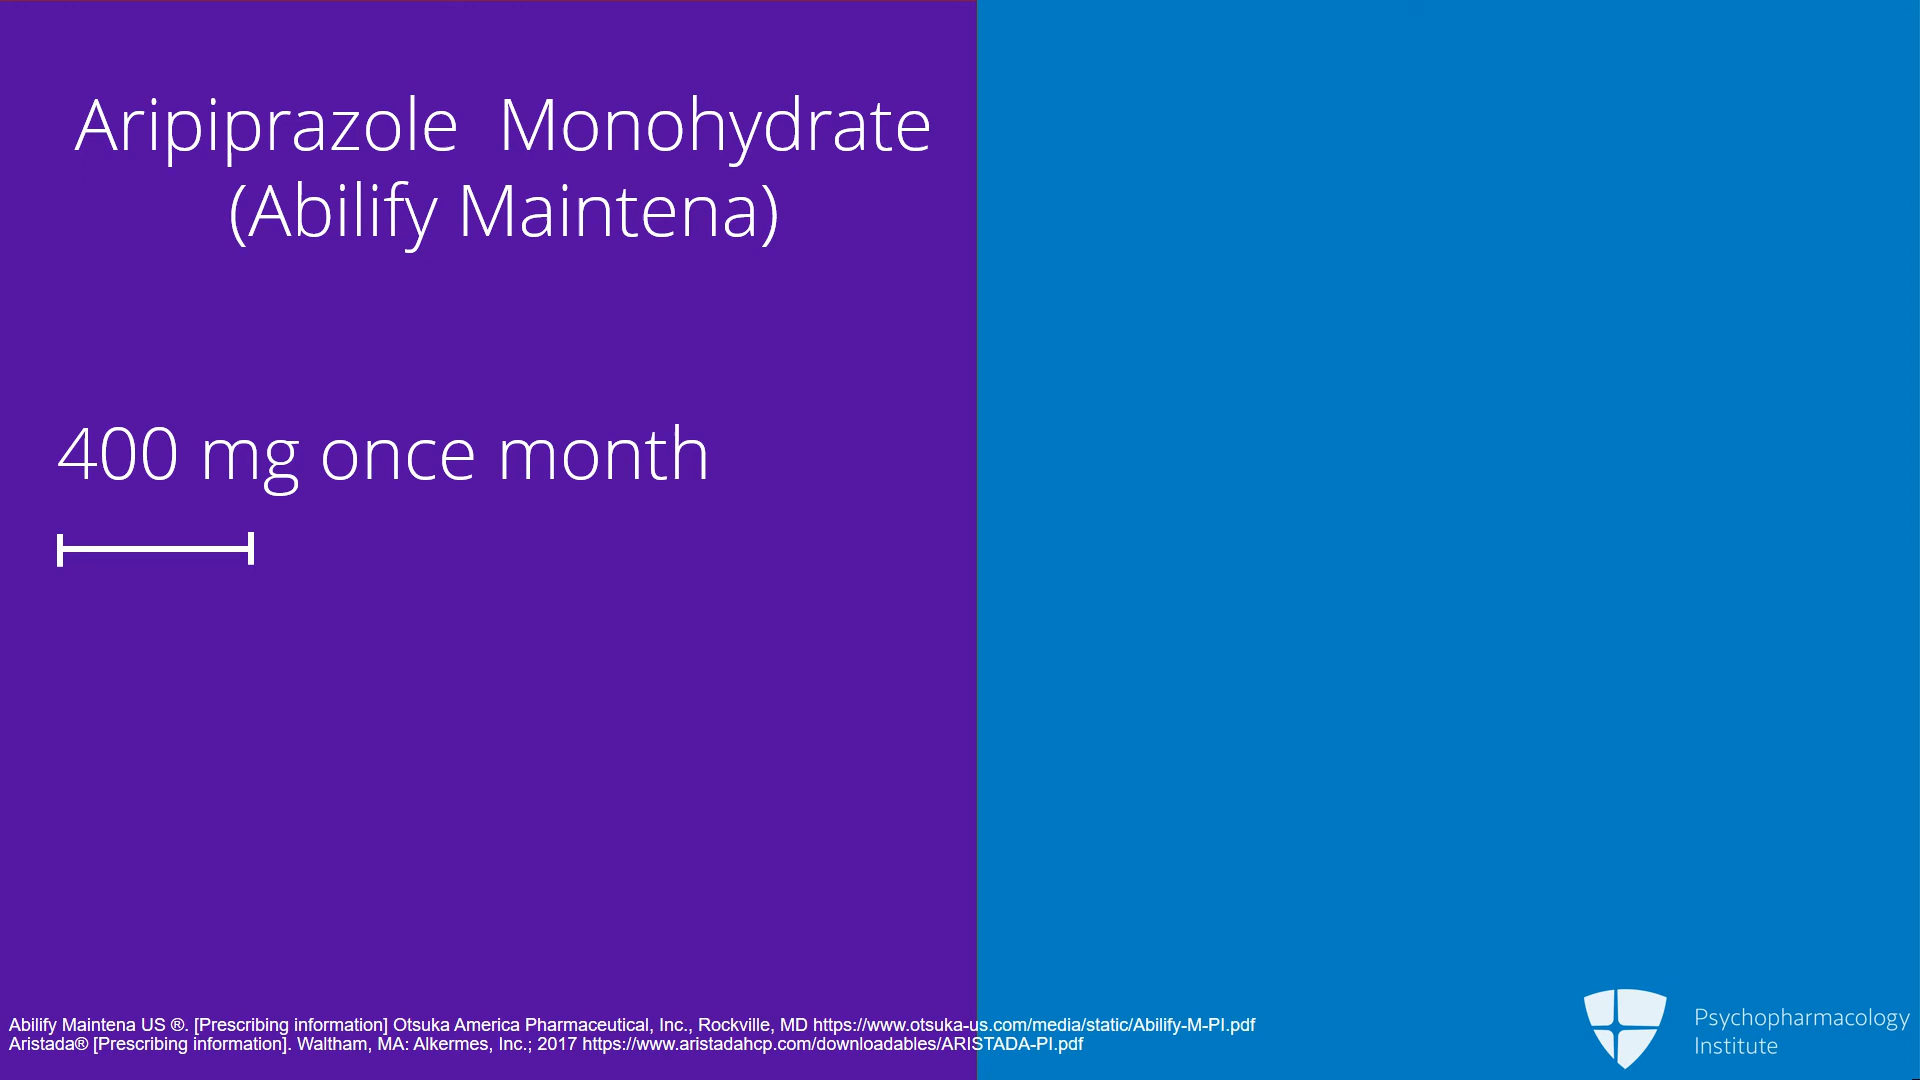 Aripiprazole Monohydrate
(Abilify Maintena)
400 mg once month
Abilify Maintena US ®. [Prescribing information] Otsuka America Pharmaceutical, Inc., Rockville, MD https://www.otsuka-us.com/media/static/Abilify-M-PI.pdf
Aristada® [Prescribing information]. Waltham, MA: Alkermes, Inc.; 2017 https://www.aristadahcp.com/downloadables/ARISTADA-PI.pdf
Psychopharmacology
Institute